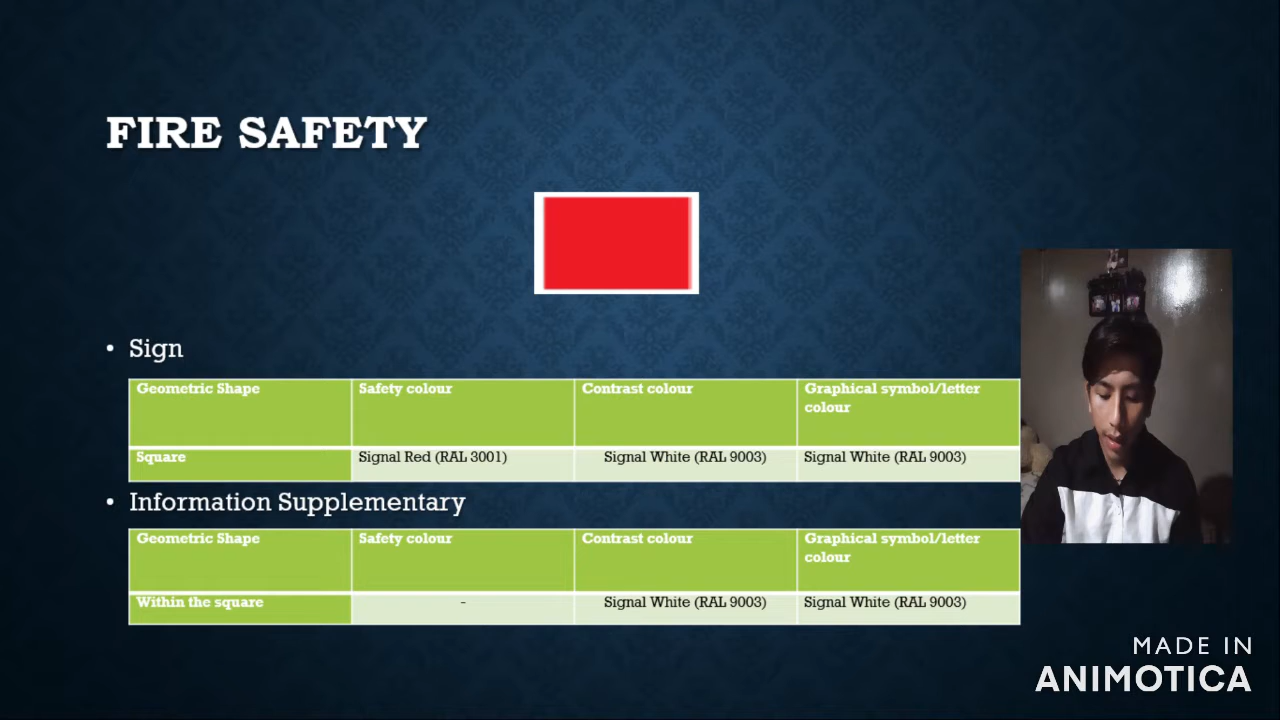 FIRE SAFETY
• Sign
Geometric Shape Safety colour Contrast colour Graphical symbol/letter colour
Square Signal Red (RAL 3001) Signal White (RAL 9003) Signal White (RAL 9003)
• Information Supplementary
Geometric Shape Safety colour Contrast colour Graphical symbol/letter colour
Within the square - Signal White (RAL 9003) Signal White (RAL 9003)
MADE IN
ANIMOTICA